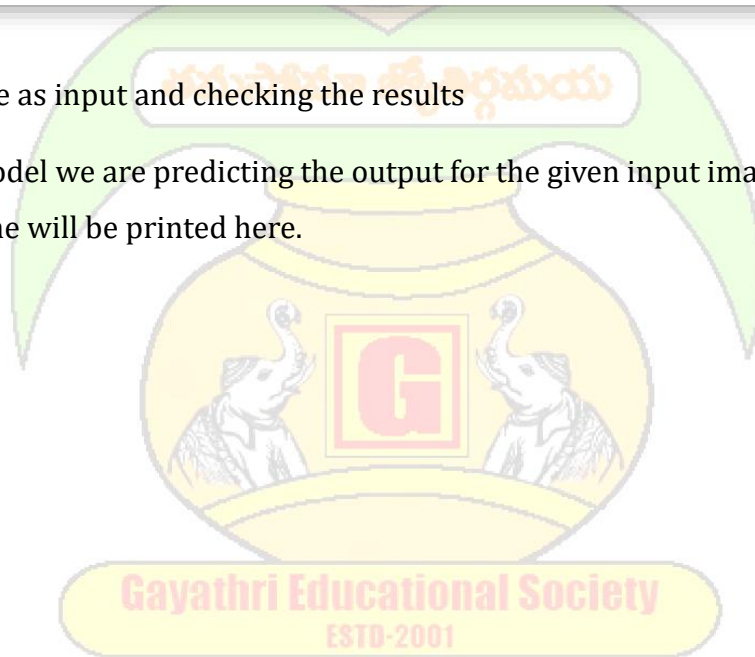 e as input and checking the results
odel we are predicting the output for the given input ima
ne will be printed here.
G
Gayathri Educational Society
ESTD-2001